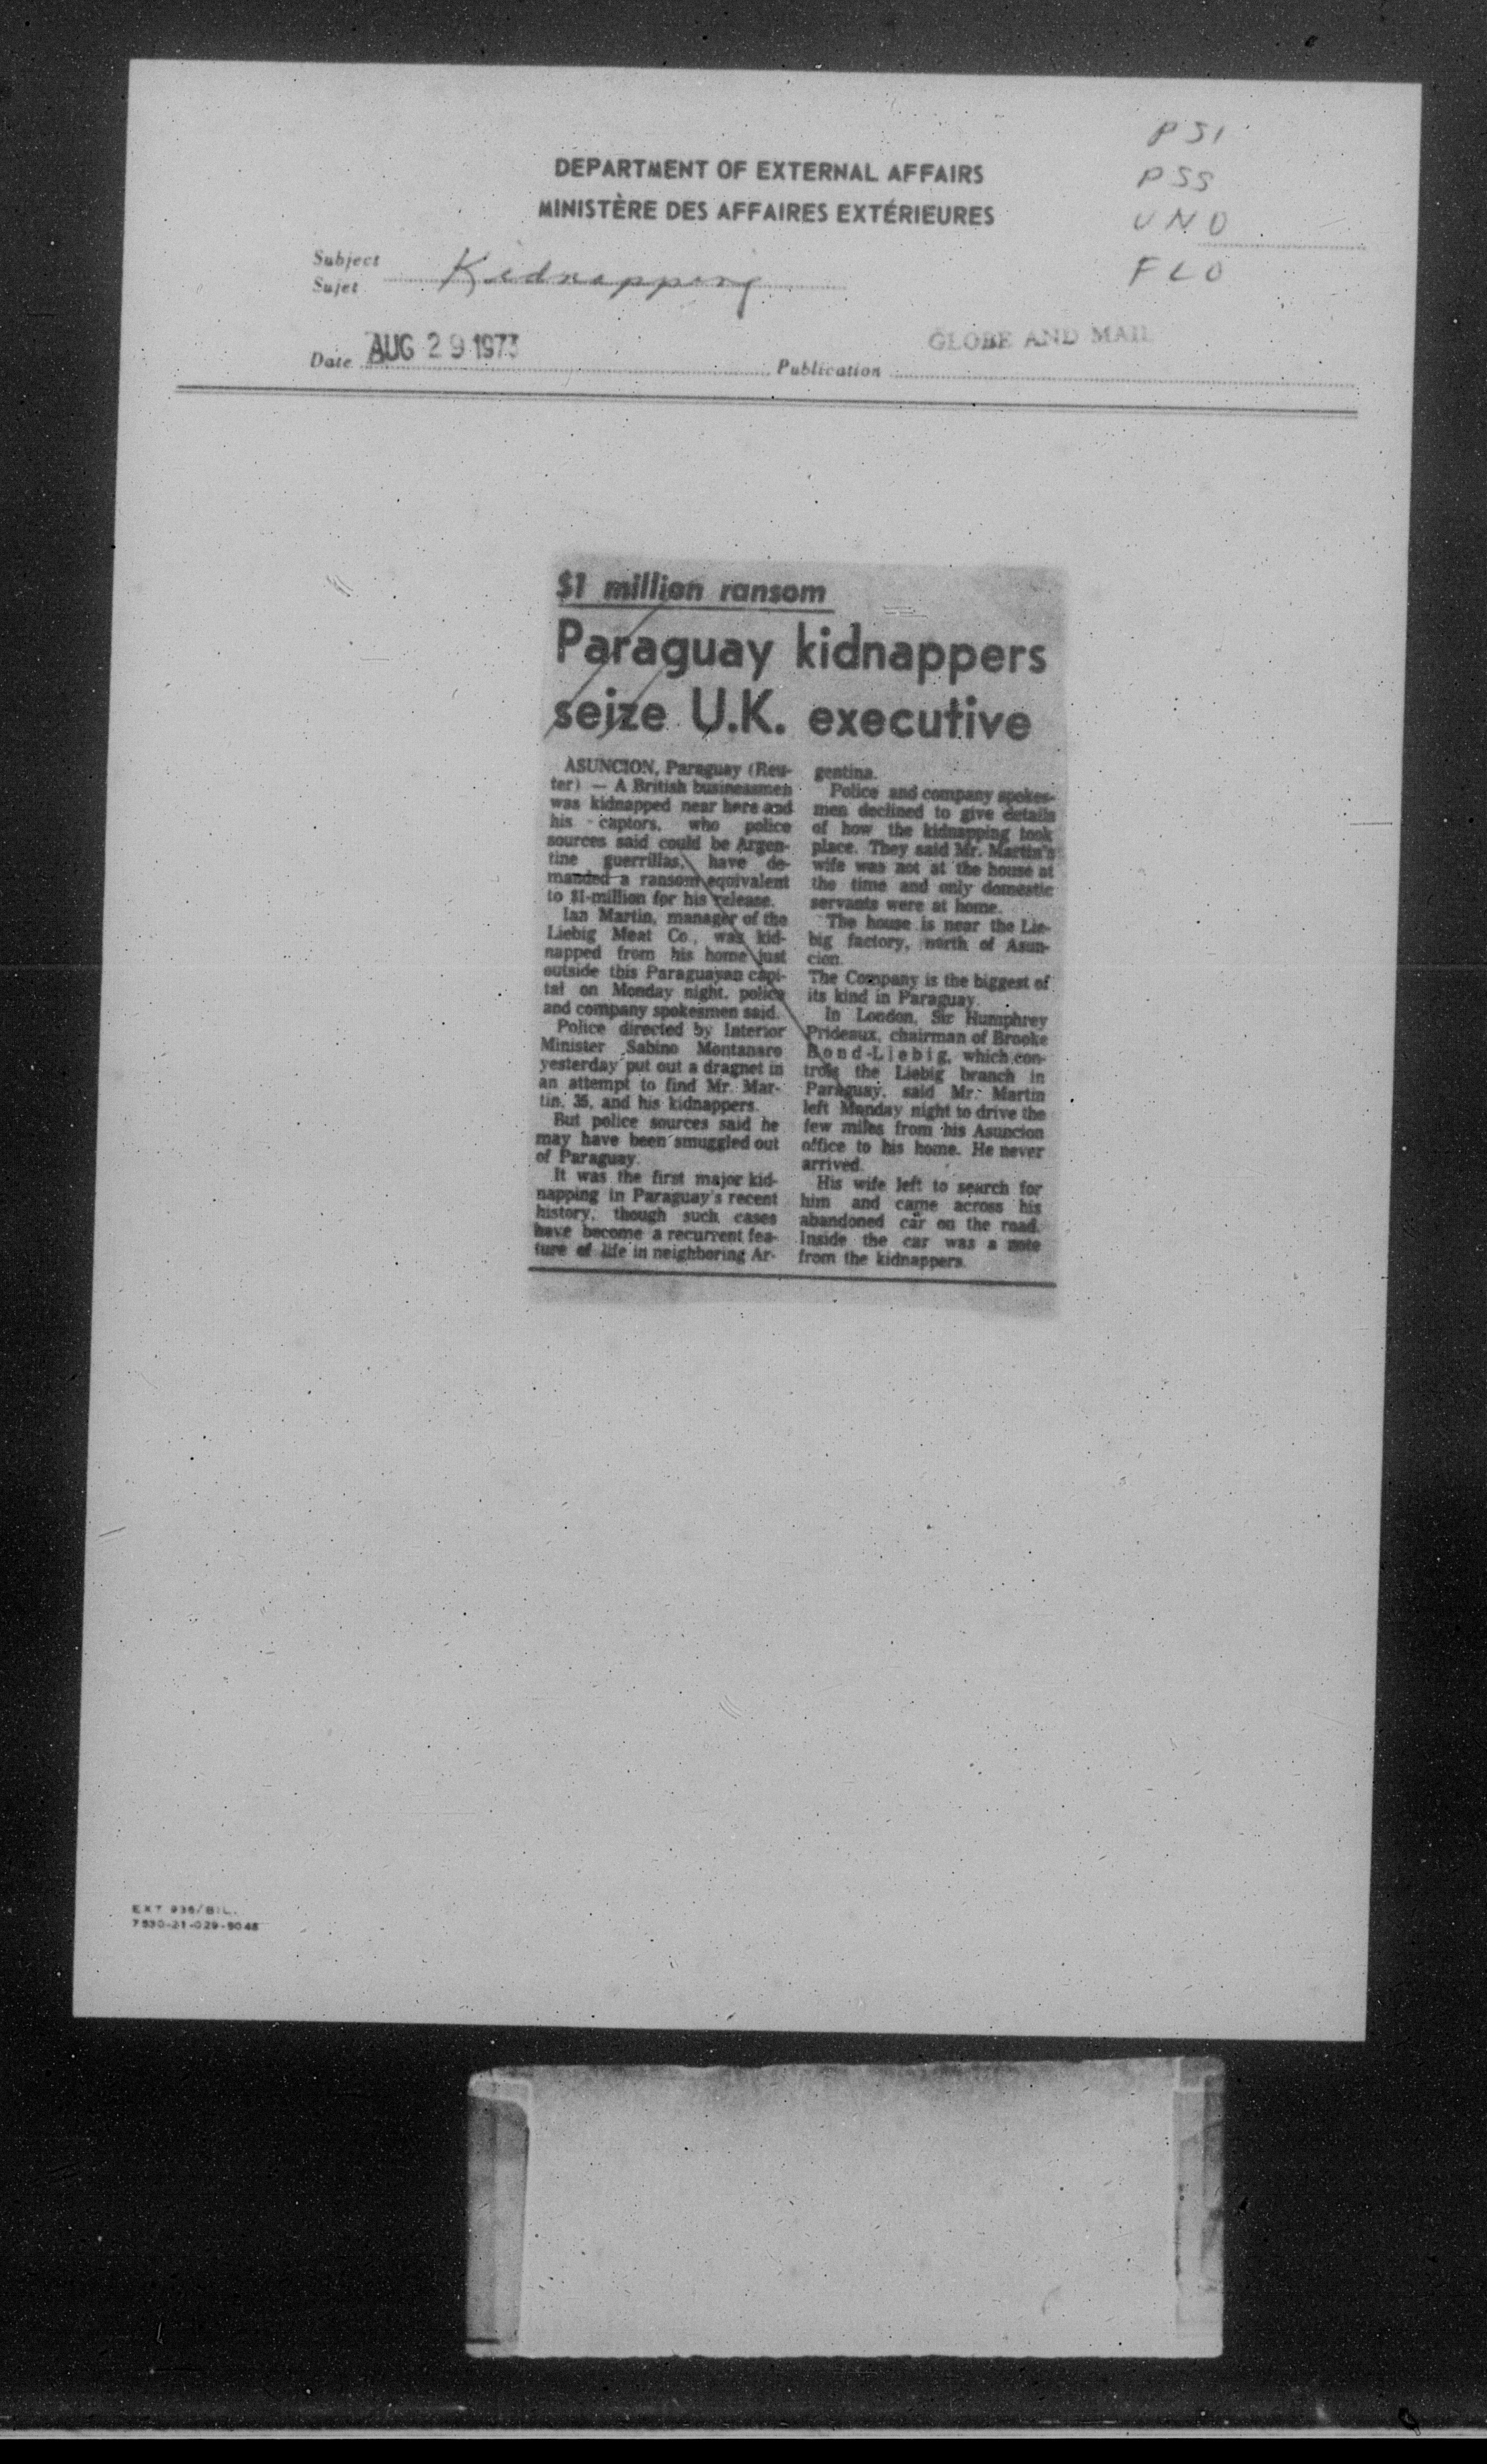 PSI
PSS
UNO
FLO
DEPARTMENT OF EXTERNAL AFFAIRS
MINISTÈRE DES AFFAIRES EXTÉRIEURES
Subject
Sujet
Kidnapping
Date AUG 29 1973
Publication GLOBE AND MAIL
$1 million ransom
Paraguay kidnappers
seize U.K. executive
ASUNCION, Paraguay (Reu-
ter) — A British businessmen
was kidnapped near here and
his captors, who police
sources said could be Argen-
tine guerrillas, have de-
manded a ransom equivalent
to $1-million for his release.
Ian Martin, manager of the
Liebig Meat Co., was kid-
napped from his home just
outside this Paraguayan capi-
tal on Monday night, police
and company spokesmen said.
Police directed by Interior
Minister Sabino Montanaro
yesterday put out a dragnet in
an attempt to find Mr. Mar-
tin, 35, and his kidnappers.
But police sources said he
may have been smuggled out
of Paraguay.
It was the first major kid-
napping in Paraguay's recent
history, though such cases
have become a recurrent fea-
ture of life in neighboring Ar-
gentina.
Police and company spokes-
men declined to give details
of how the kidnapping took
place. They said Mr. Martin's
wife was not at the house at
the time and only domestic
servants were at home.
The house is near the Lie-
big factory, north of Asun-
cion.
The Company is the biggest of
its kind in Paraguay.
In London, Sir Humphrey
Prideaux, chairman of Brooke
Bond-Liebig, which con-
trols the Liebig branch in
Paraguay, said Mr. Martin
left Monday night to drive the
few miles from his Asuncion
office to his home. He never
arrived.
His wife left to search for
him and came across his
abandoned car on the road.
Inside the car was a note
from the kidnappers.
EXT 936/BIL.
7530-21-029-5046